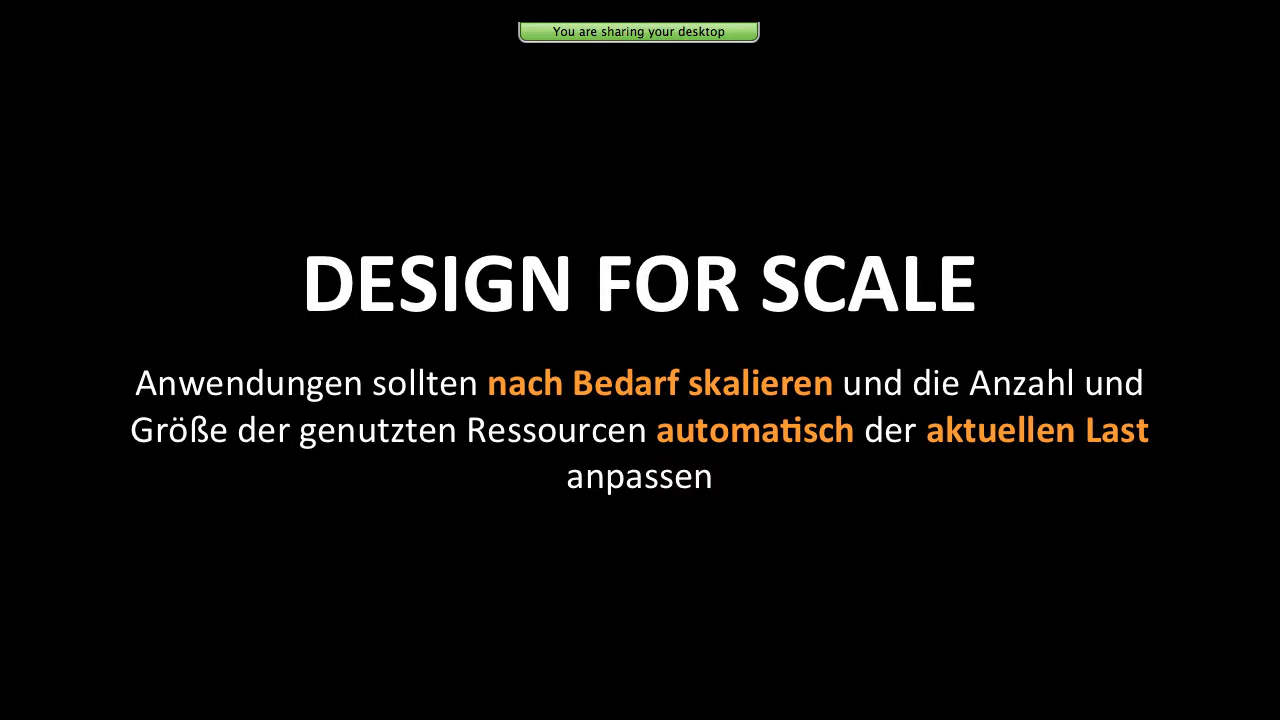 You are sharing your desktop
DESIGN FOR SCALE
Anwendungen sollten nach Bedarf skalieren und die Anzahl und
Größe der genutzten Ressourcen automatisch der aktuellen Last
anpassen